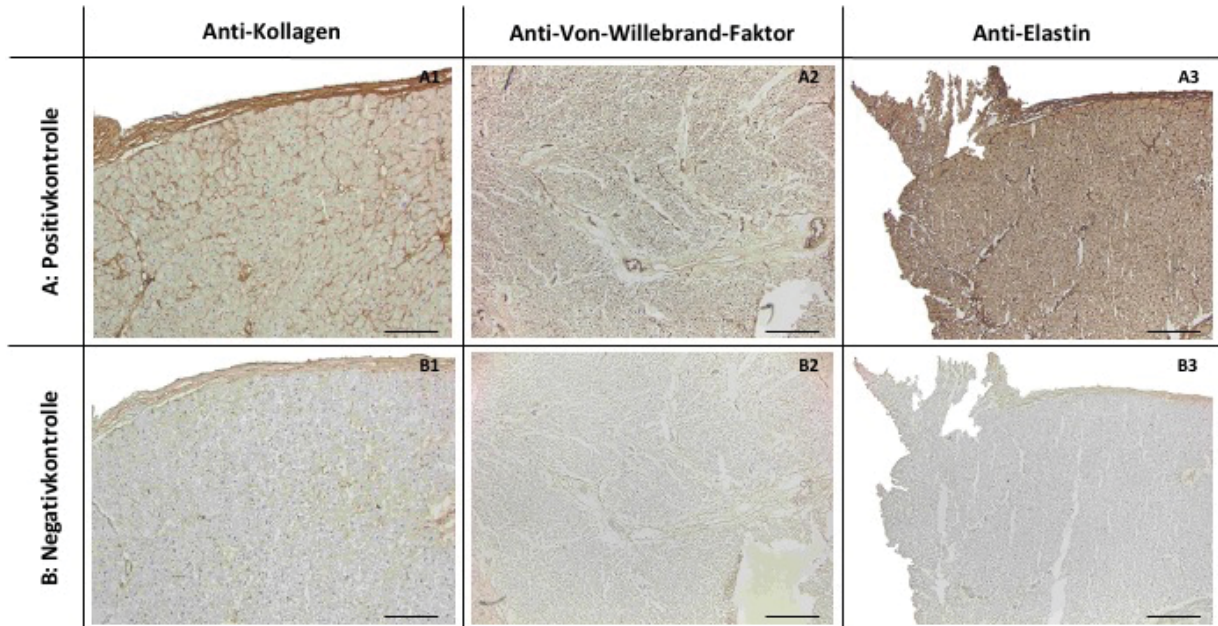 Anti-Kollagen
Anti-Von-Willebrand-Faktor
Anti-Elastin
A: Positivkontrolle
A1
A2
A3
B: Negativkontrolle
B1
B2
B3